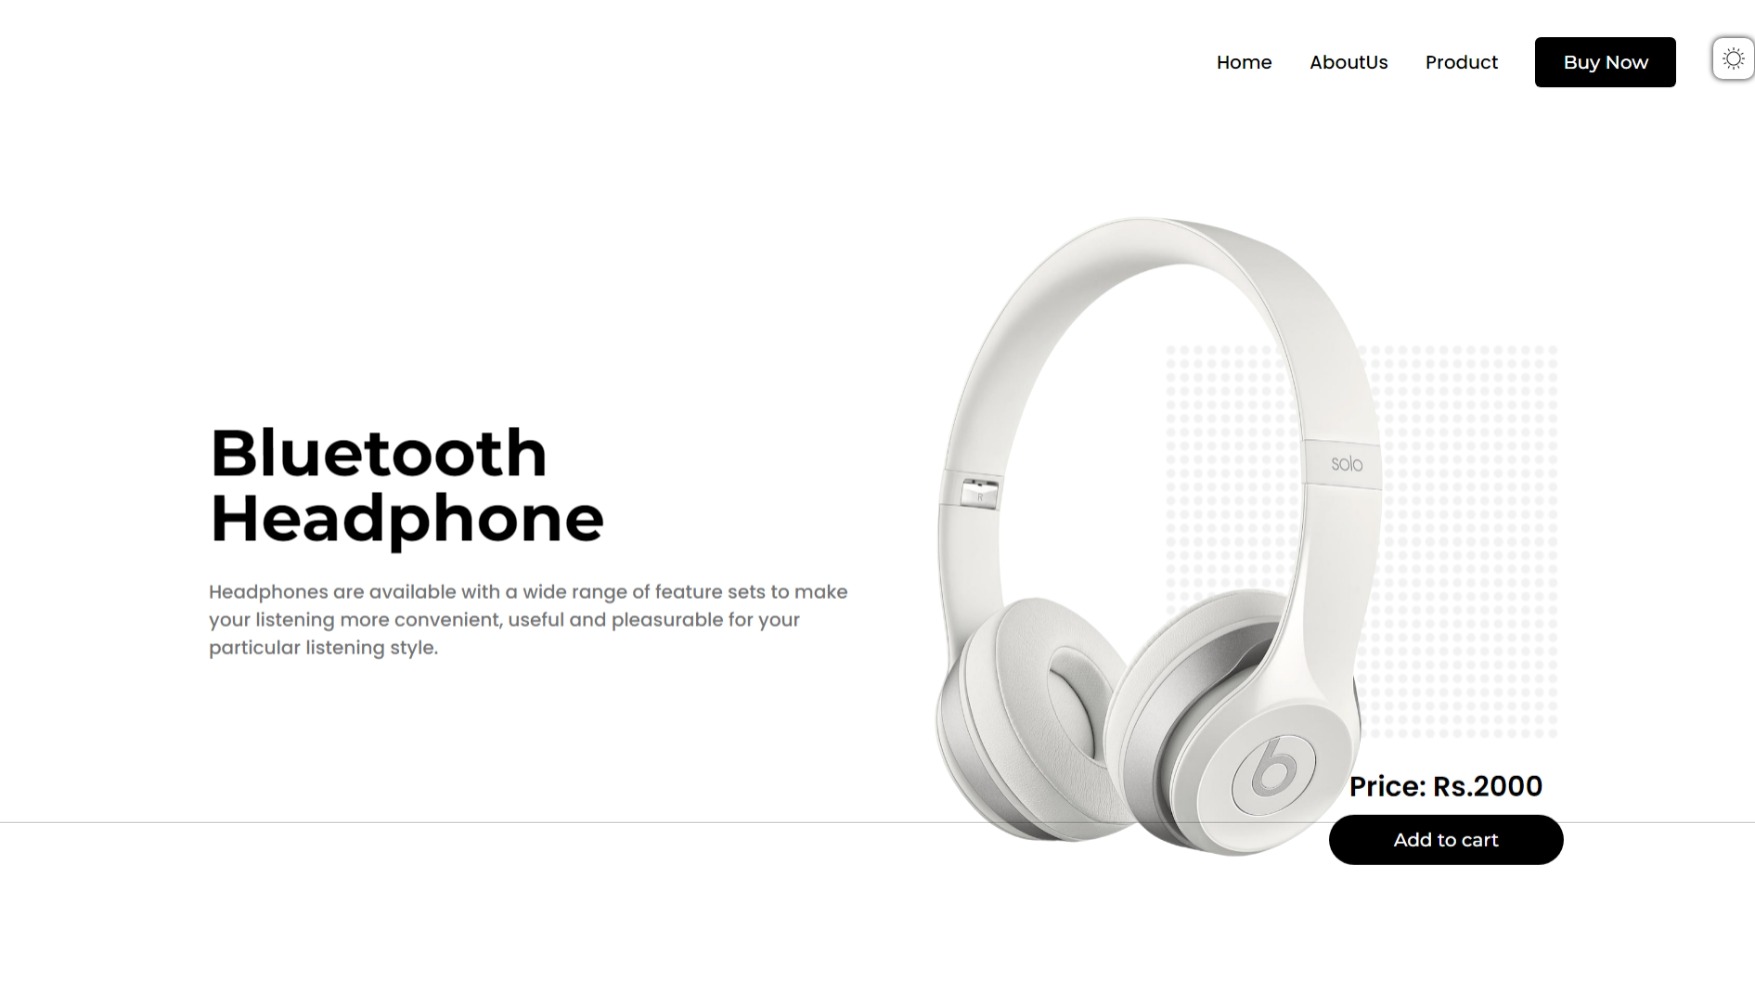 Home AboutUs Product Buy Now
Bluetooth
Headphone
Headphones are available with a wide range of feature sets to make
your listening more convenient, useful and pleasurable for your
particular listening style.
solo
R
b
Price: Rs.2000
Add to cart